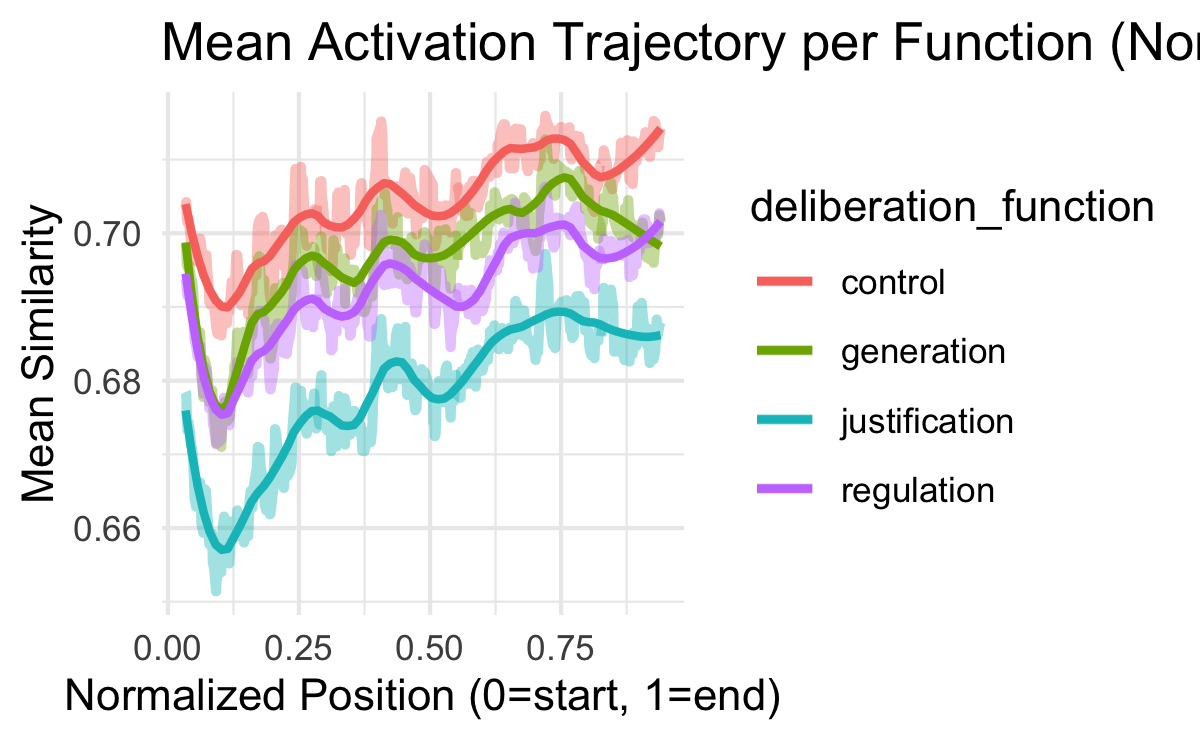 Mean Activation Trajectory per Function (Nor
Mean Similarity
0.70
0.68
0.66
0.00 0.25 0.50 0.75
Normalized Position (0=start, 1=end)
deliberation_function
control
generation
justification
regulation